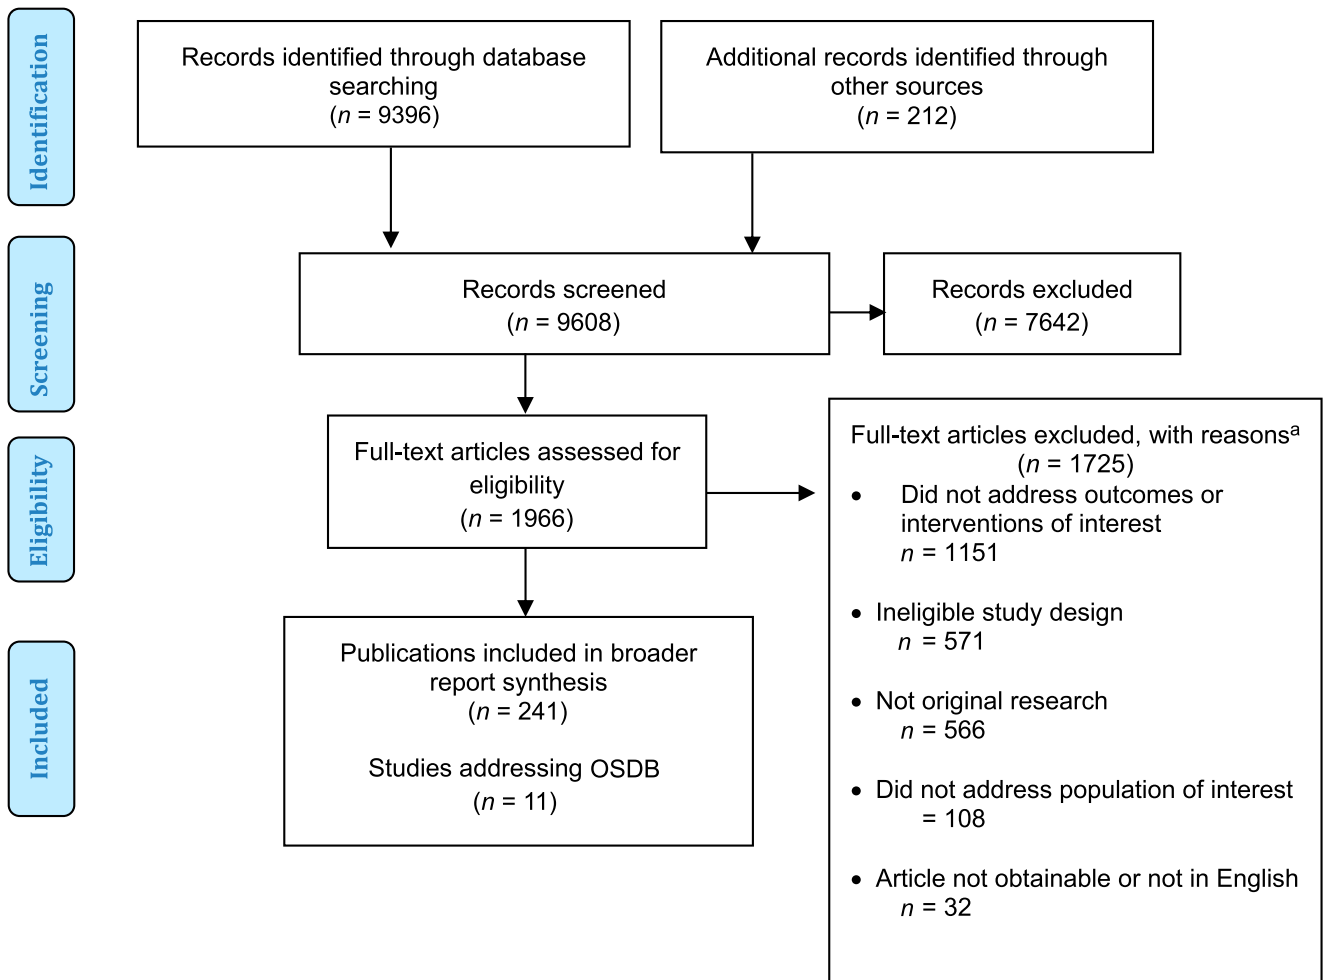 Identification
Records identified through database
searching
(n = 9396)
Additional records identified through
other sources
(n = 212)
Screening
Records screened
(n = 9608)
Records excluded
(n = 7642)
Eligibility
Full-text articles assessed for
eligibility
(n = 1966)
Full-text articles excluded, with reasonsᵃ
(n = 1725)
• Did not address outcomes or
interventions of interest
n = 1151
• Ineligible study design
n = 571
• Not original research
n = 566
• Did not address population of interest
= 108
• Article not obtainable or not in English
n = 32
Included
Publications included in broader
report synthesis
(n = 241)
Studies addressing OSDB
(n = 11)